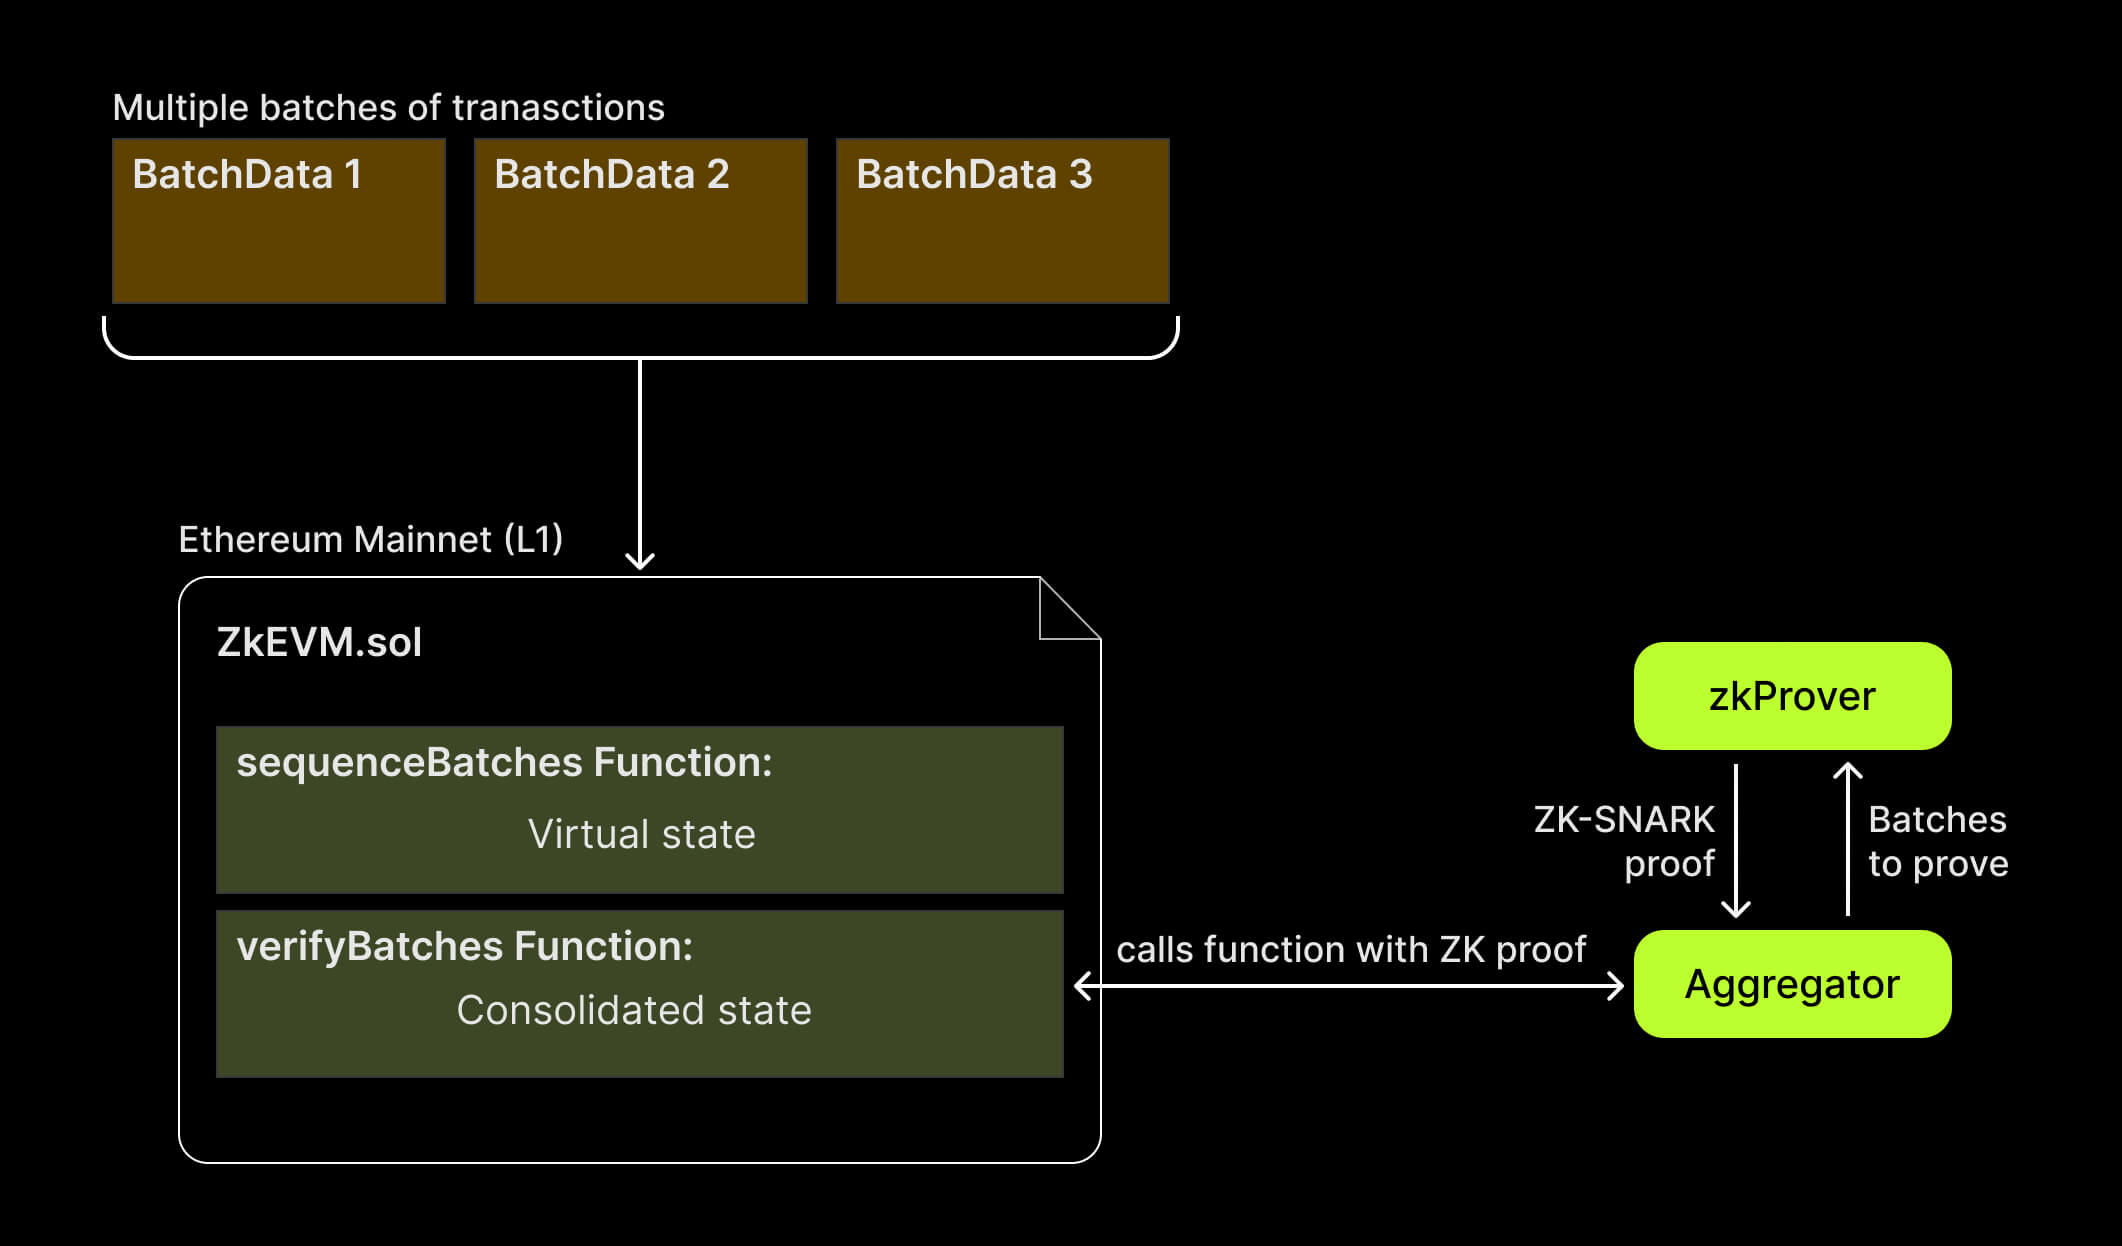 Multiple batches of tranasctions
BatchData 1
BatchData 2
BatchData 3
Ethereum Mainnet (L1)
ZkEVM.sol
sequenceBatches Function:
Virtual state
verifyBatches Function:
Consolidated state
calls function with ZK proof
zkProver
ZK-SNARK
proof
Batches
to prove
Aggregator